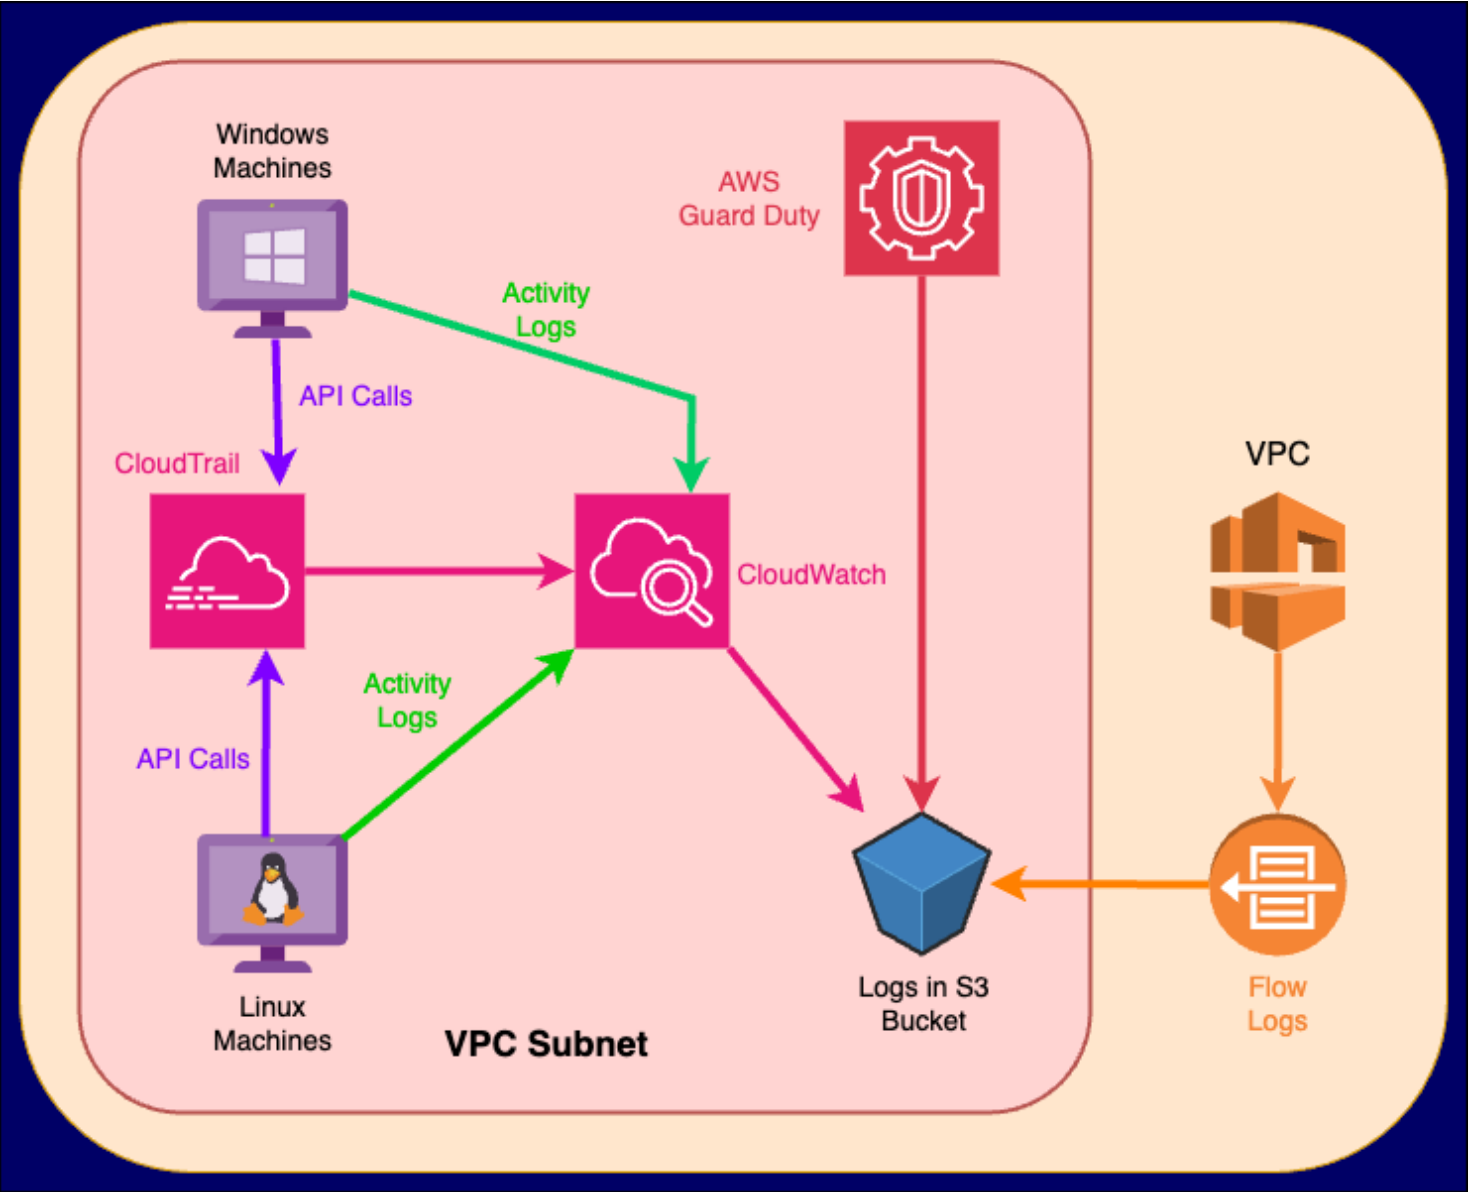 Windows
Machines
AWS
Guard Duty
Activity
Logs
API Calls
CloudTrail
VPC
CloudWatch
Activity
Logs
API Calls
Logs in S3
Bucket
Flow
Logs
Linux
Machines
VPC Subnet